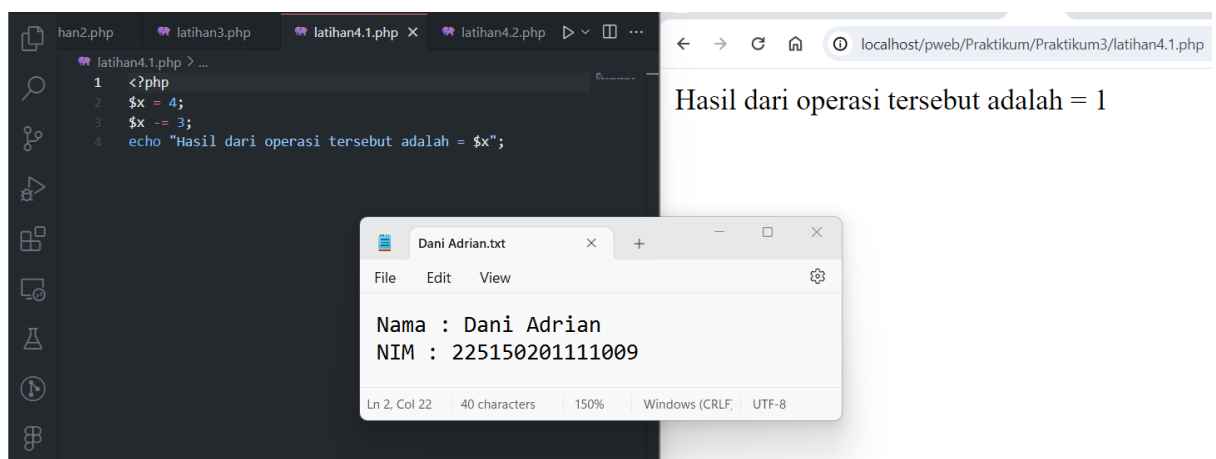 han2.php latihan3.php latihan4.1.php latihan4.2.php
latihan4.1.php > ...
1 <?php
2 $x = 4;
3 $x -= 3;
4 echo "Hasil dari operasi tersebut adalah = $x";
localhost/pweb/Praktikum/Praktikum3/latihan4.1.php
Hasil dari operasi tersebut adalah = 1
Dani Adrian.txt
File Edit View
Nama : Dani Adrian
NIM : 225150201111009
Ln 2, Col 22 40 characters 150% Windows (CRLF) UTF-8